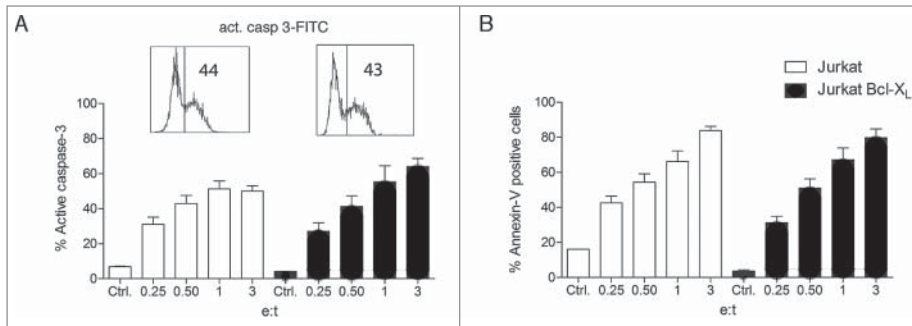 A
act. casp 3-FITC
44
43
% Active caspase-3
100
80
60
40
20
0
Ctrl. 0.25 0.50 1 3 Ctrl. 0.25 0.50 1 3
e:t
B
Jurkat
Jurkat Bcl-XL
% Annexin-V positive cells
100
80
60
40
20
0
Ctrl. 0.25 0.50 1 3 Ctrl. 0.25 0.50 1 3
e:t